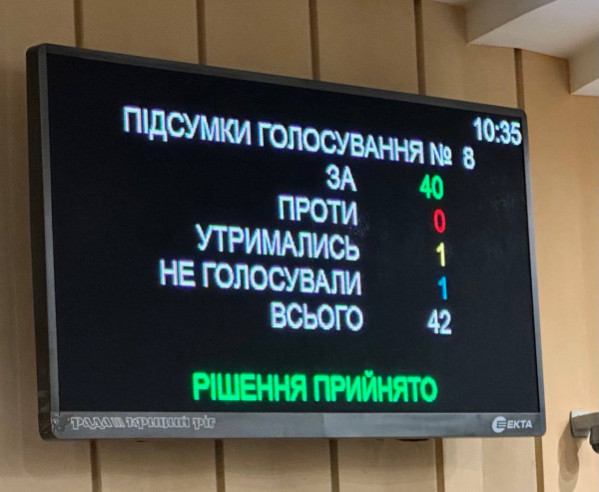 10:35
ПІДСУМКИ ГОЛОСУВАННЯ № 8
ЗА 40
ПРОТИ 0
УТРИМАЛИСЬ 1
НЕ ГОЛОСУВАЛИ 1
ВСЬОГО 42
РІШЕННЯ ПРИЙНЯТО
EKTA